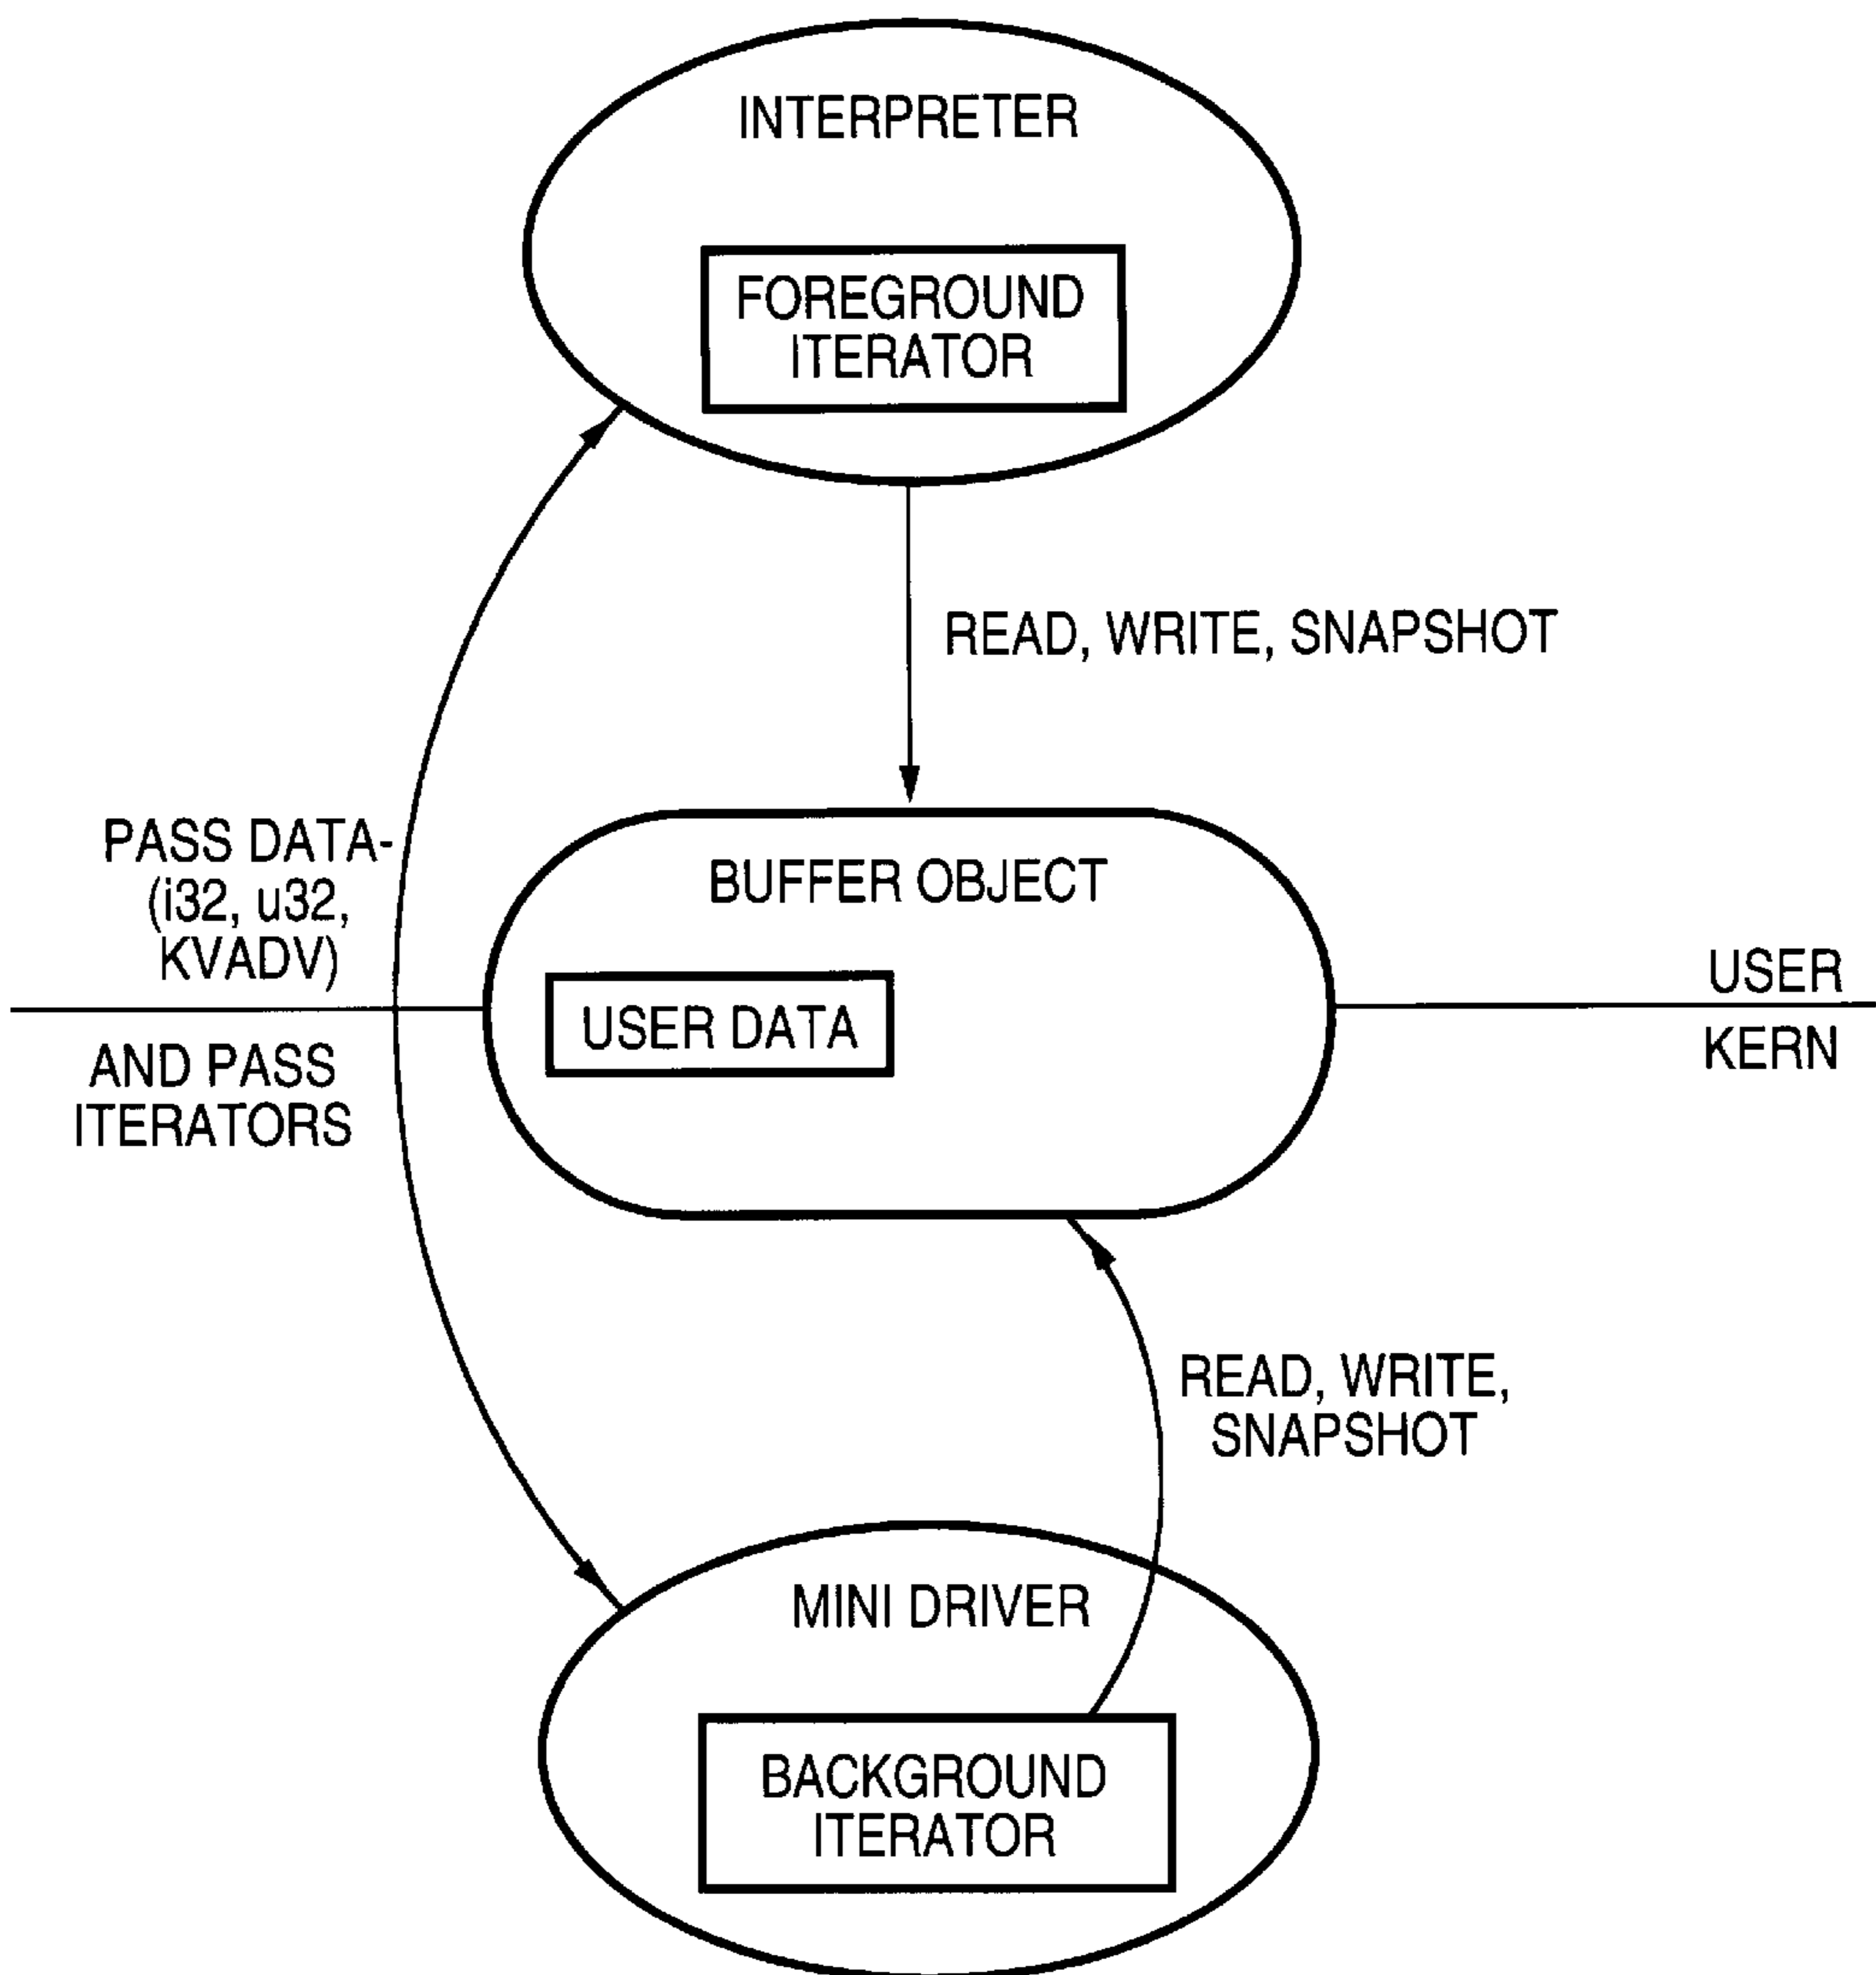 INTERPRETER
FOREGROUND
ITERATOR
READ, WRITE, SNAPSHOT
PASS DATA-
(i32, u32,
KVADV)
AND PASS
ITERATORS
BUFFER OBJECT
USER DATA
USER
KERN
READ, WRITE,
SNAPSHOT
MINI DRIVER
BACKGROUND
ITERATOR